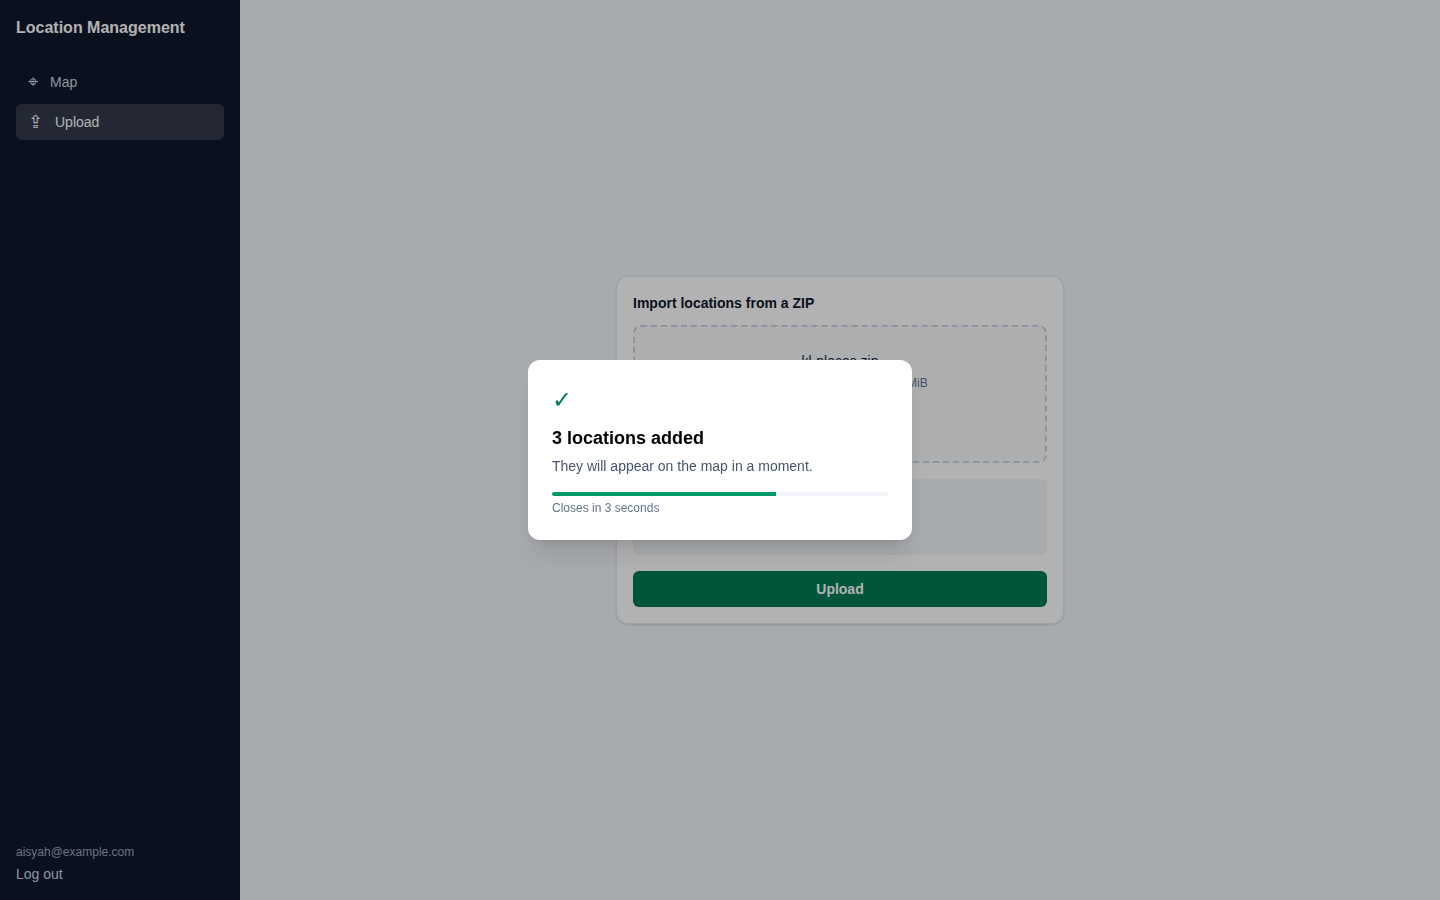 Location Management
Map
Upload
Import locations from a ZIP
MiB
✓
3 locations added
They will appear on the map in a moment.
Closes in 3 seconds
Upload
aisyah@example.com
Log out